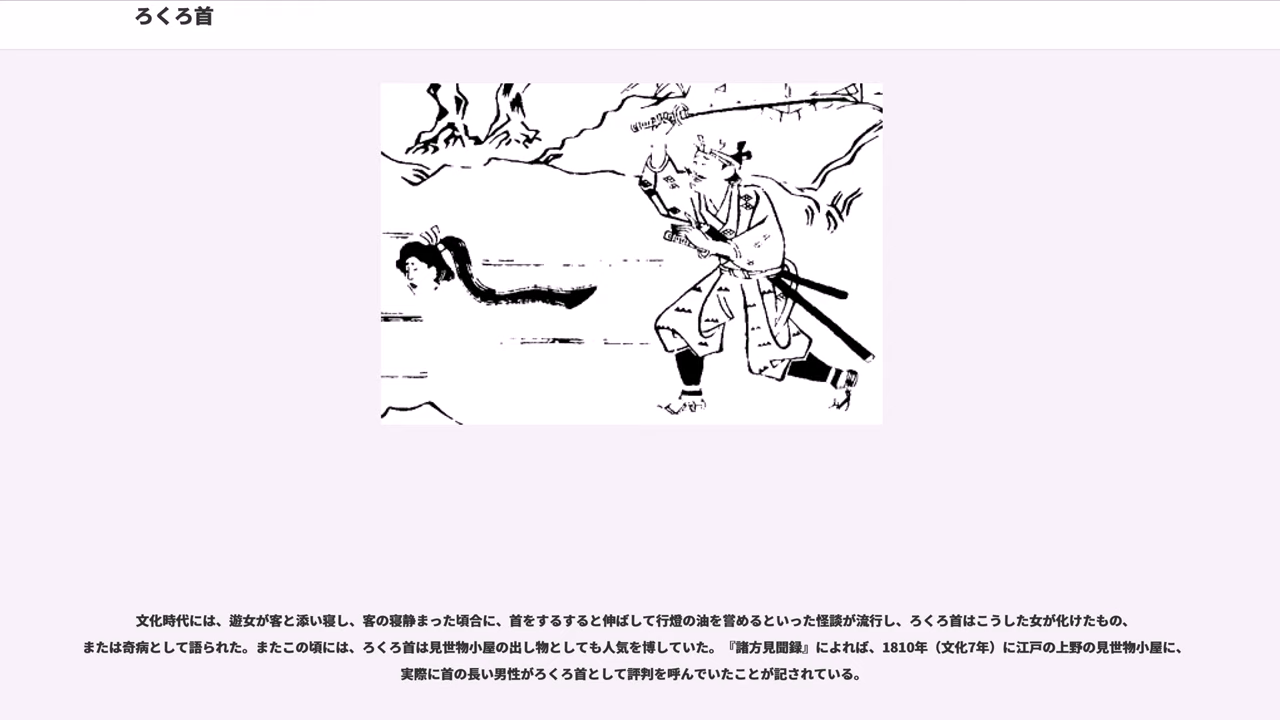 ろくろ首
文化時代には、遊女が客と添い寝し、客の寝静まった頃合に、首をするすると伸ばして行燈の油を嘗めるといった怪談が流行し、ろくろ首はこうした女が化けたもの、
または奇病として語られた。またこの頃には、ろくろ首は見世物小屋の出し物としても人気を博していた。『諸方見聞録』によれば、1810年（文化7年）に江戸の上野の見世物小屋に、
実際に首の長い男性がろくろ首として評判を呼んでいたことが記されている。